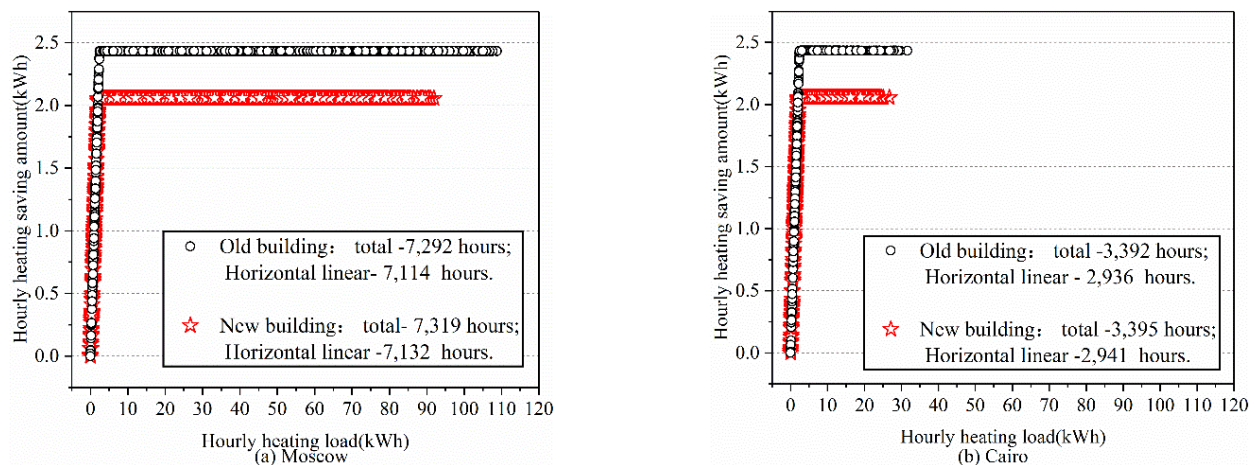 Hourly heating saving amount(kWh)
2.5
2.0
1.5
1.0
0.5
0.0
Old building： total -7,292 hours;
Horizontal linear- 7,114  hours.
New building： total- 7,319 hours;
Horizontal linear -7,132  hours.
0 10 20 30 40 50 60 70 80 90 100 110 120
Hourly heating load(kWh)
(a) Moscow
Hourly heating saving amount(kWh)
2.5
2.0
1.5
1.0
0.5
0.0
Old building： total -3,392 hours;
Horizontal linear - 2,936  hours.
New building： total -3,395 hours;
Horizontal linear -2,941  hours.
0 10 20 30 40 50 60 70 80 90 100 110 120
Hourly heating load(kWh)
(b) Cairo